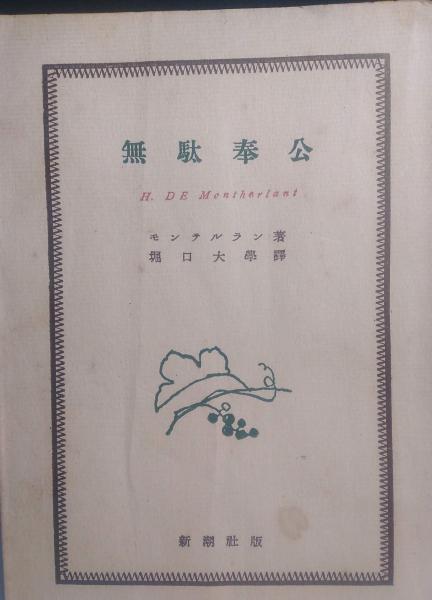 無駄奉公
H. DE Montherlant
モンテルラン著
堀口大學譯
新潮社版